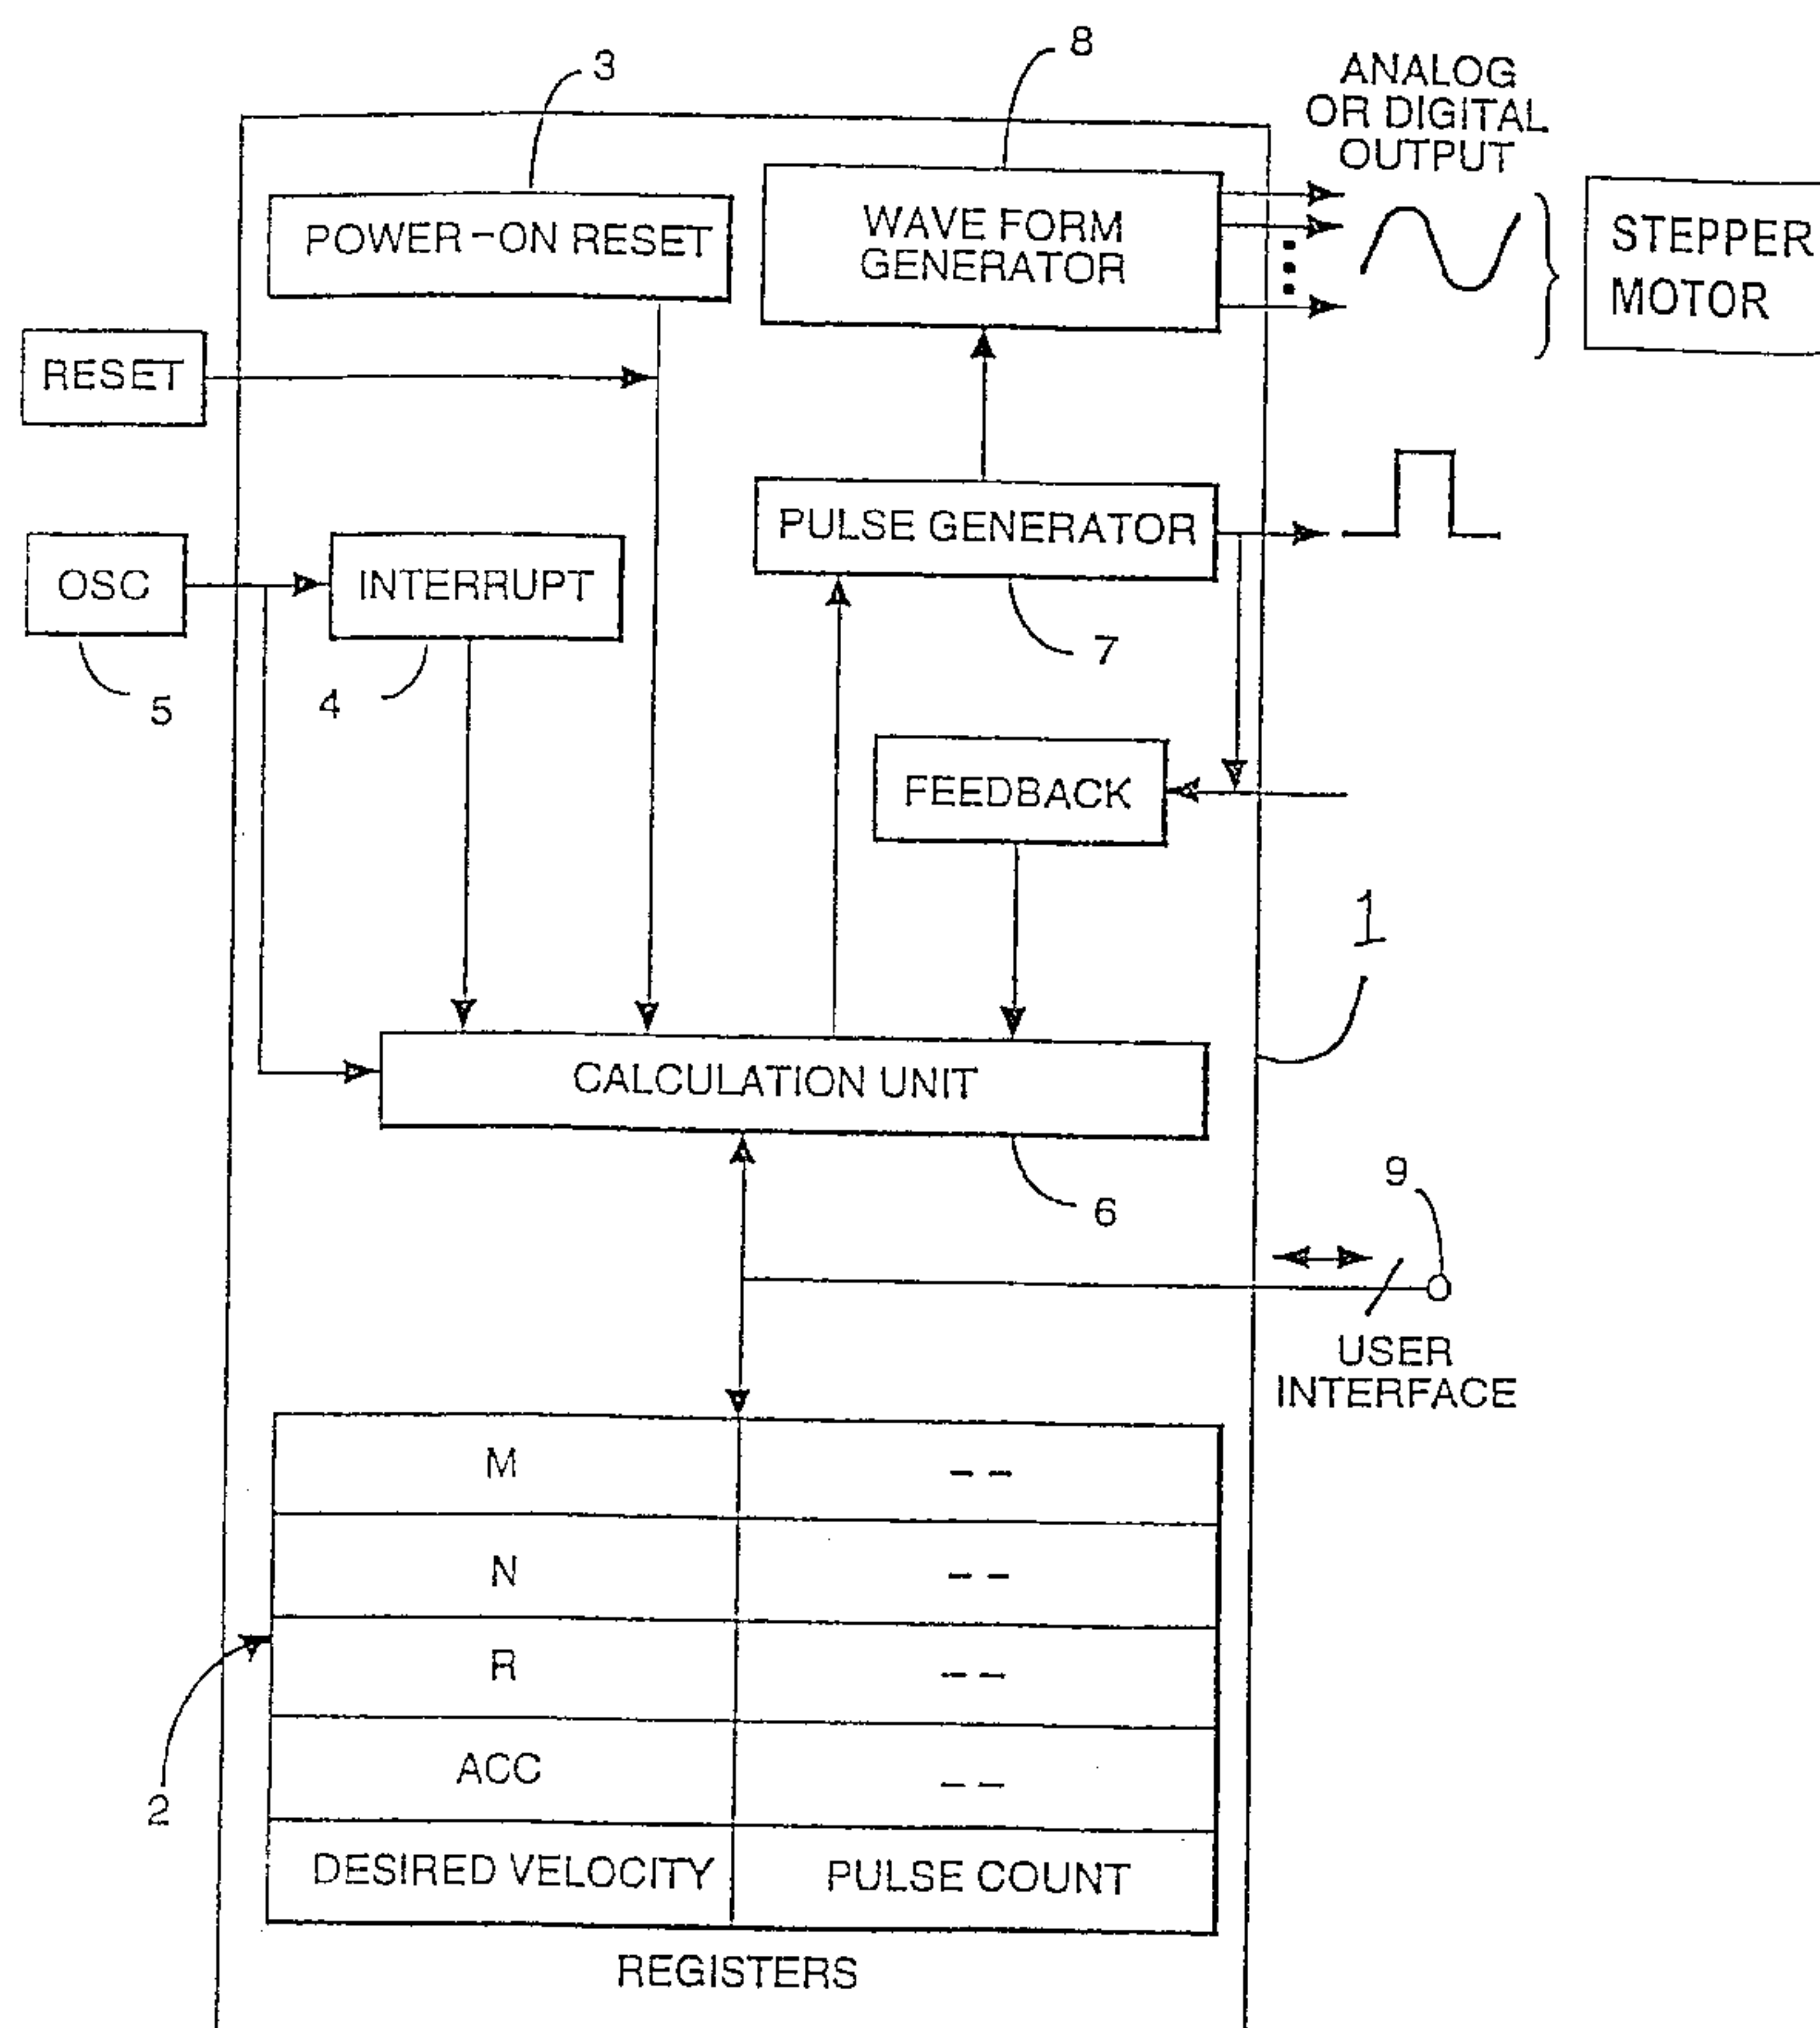 3
8
ANALOG
OR DIGITAL
OUTPUT
POWER-ON RESET
WAVE FORM
GENERATOR
STEPPER
MOTOR
RESET
PULSE GENERATOR
OSC
INTERRUPT
7
5
4
FEEDBACK
1
CALCULATION UNIT
6
9
USER
INTERFACE
M
--
N
--
R
--
ACC
--
2
DESIRED VELOCITY
PULSE COUNT
REGISTERS